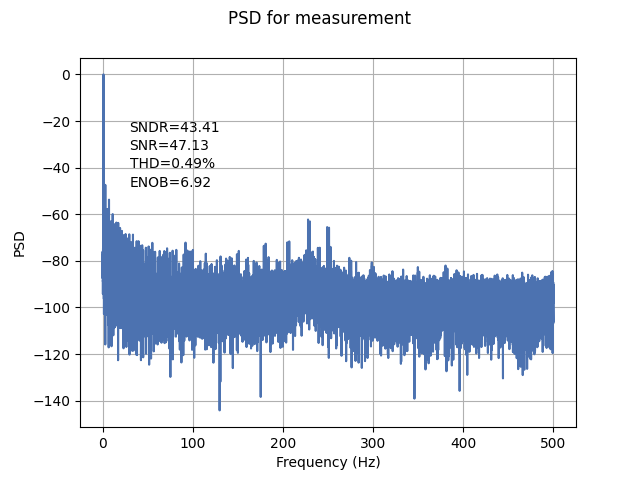 PSD for measurement
0
−20
−40
−60
−80
−100
−120
−140
PSD
SNDR=43.41
SNR=47.13
THD=0.49%
ENOB=6.92
0 100 200 300 400 500
Frequency (Hz)